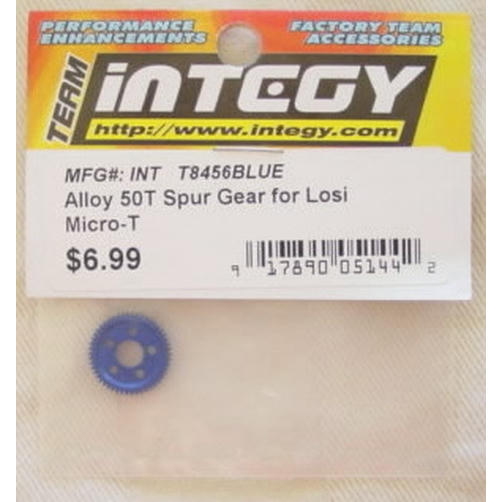 PERFORMANCE
ENHANCEMENTS
FACTORY TEAM
ACCESSORIES
TEAM
iNTEGY
http://www.integy.com
MFG#: INT T8456BLUE
Alloy 50T Spur Gear for Losi
Micro-T
$6.99
9 17890 05144 2